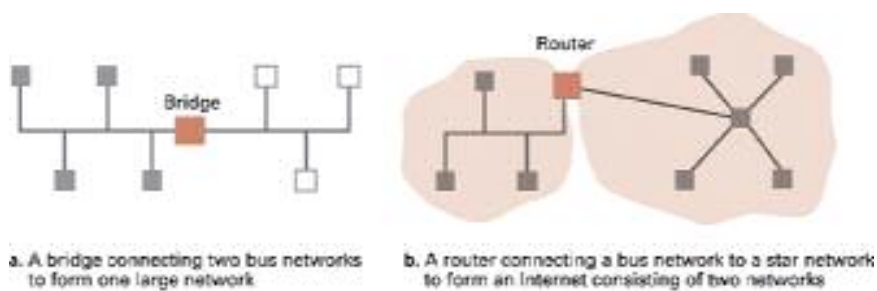 Router
Bridge
a. A bridge connecting two bus networks
to form one large network
b. A router connecting a bus network to a star network
to form an Internet consisting of two networks